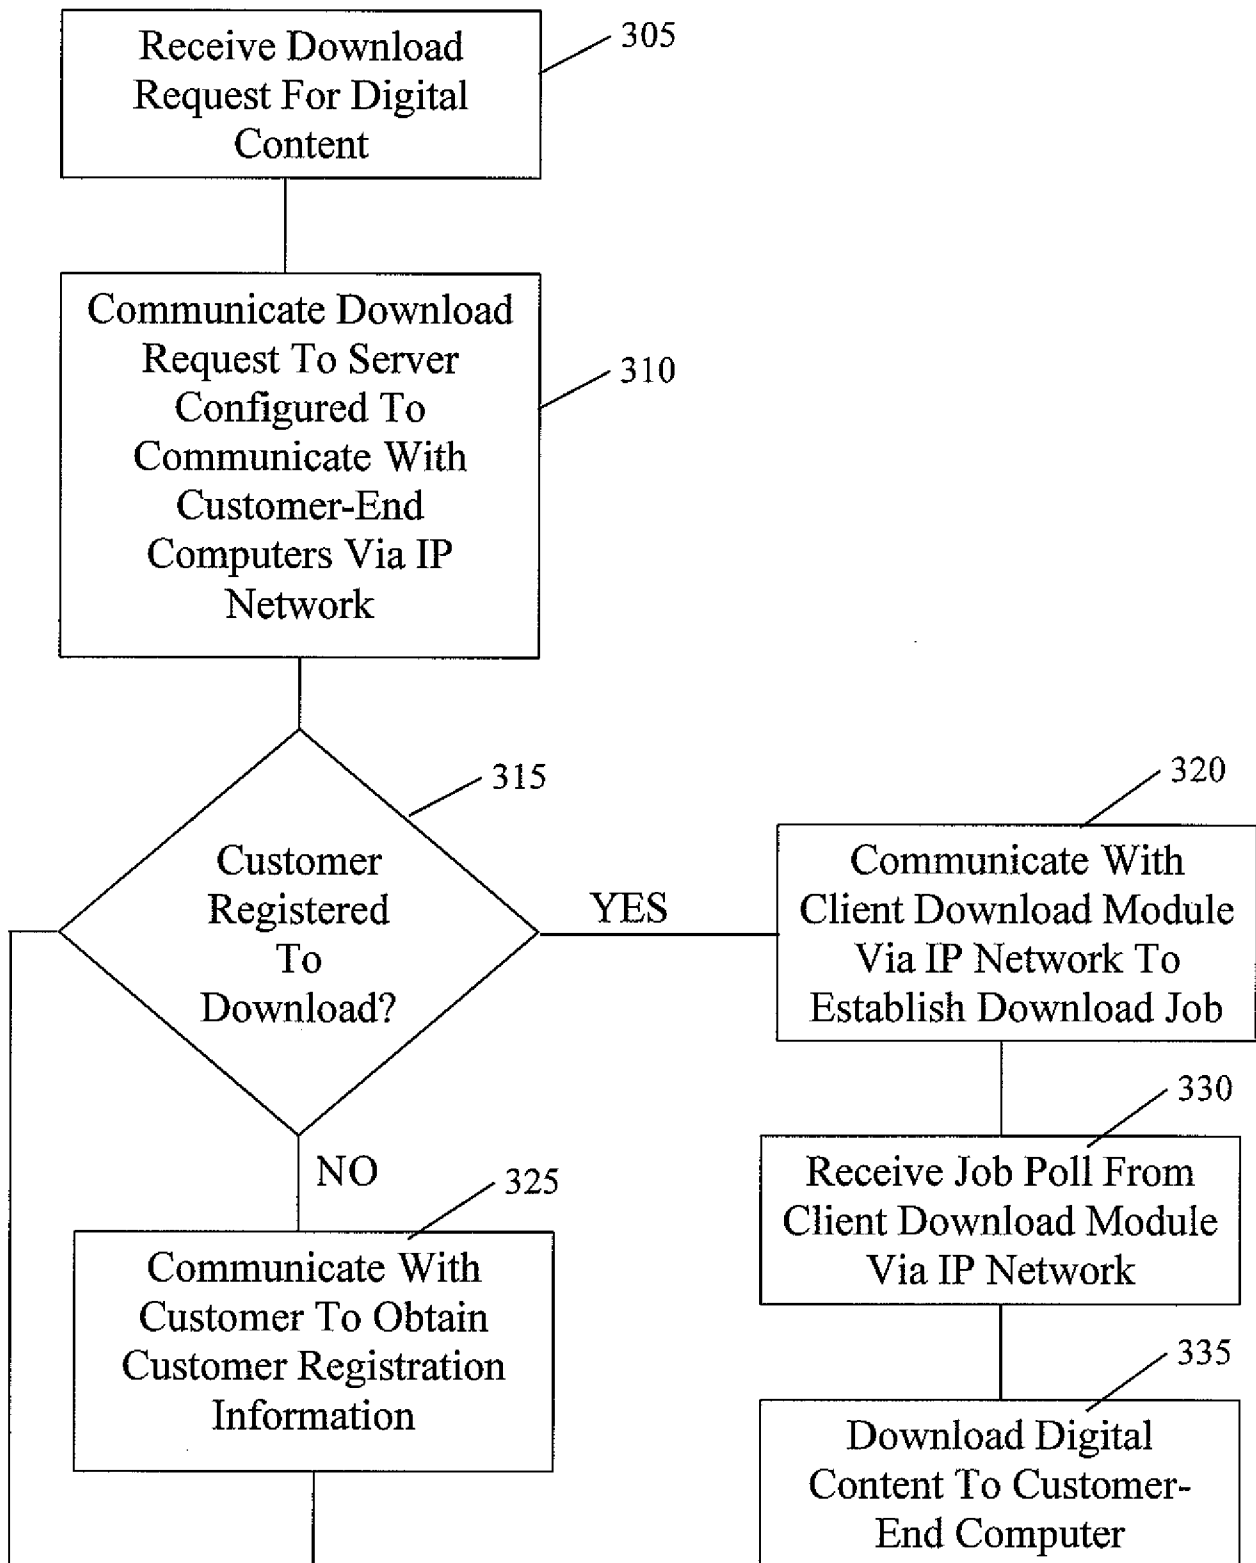 Receive Download
Request For Digital
Content
305
Communicate Download
Request To Server
Configured To
Communicate With
Customer-End
Computers Via IP
Network
310
Customer
Registered
To
Download?
315
YES
320
Communicate With
Client Download Module
Via IP Network To
Establish Download Job
330
Receive Job Poll From
Client Download Module
Via IP Network
NO
325
Communicate With
Customer To Obtain
Customer Registration
Information
335
Download Digital
Content To Customer-
End Computer